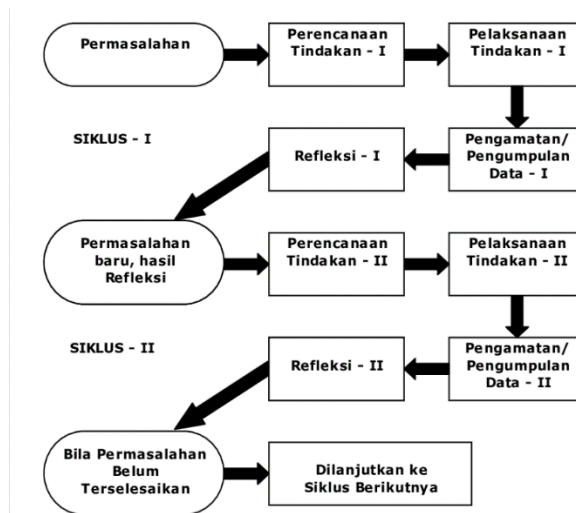 Permasalahan
Perencanaan
Tindakan - I
Pelaksanaan
Tindakan - I
SIKLUS - I
Refleksi - I
Pengamatan/
Pengumpulan
Data - I
Permasalahan
baru, hasil
Refleksi
Perencanaan
Tindakan - II
Pelaksanaan
Tindakan - II
SIKLUS - II
Refleksi - II
Pengamatan/
Pengumpulan
Data - II
Bila Permasalahan
Belum
Terselesaikan
Dilanjutkan ke
Siklus Berikutnya